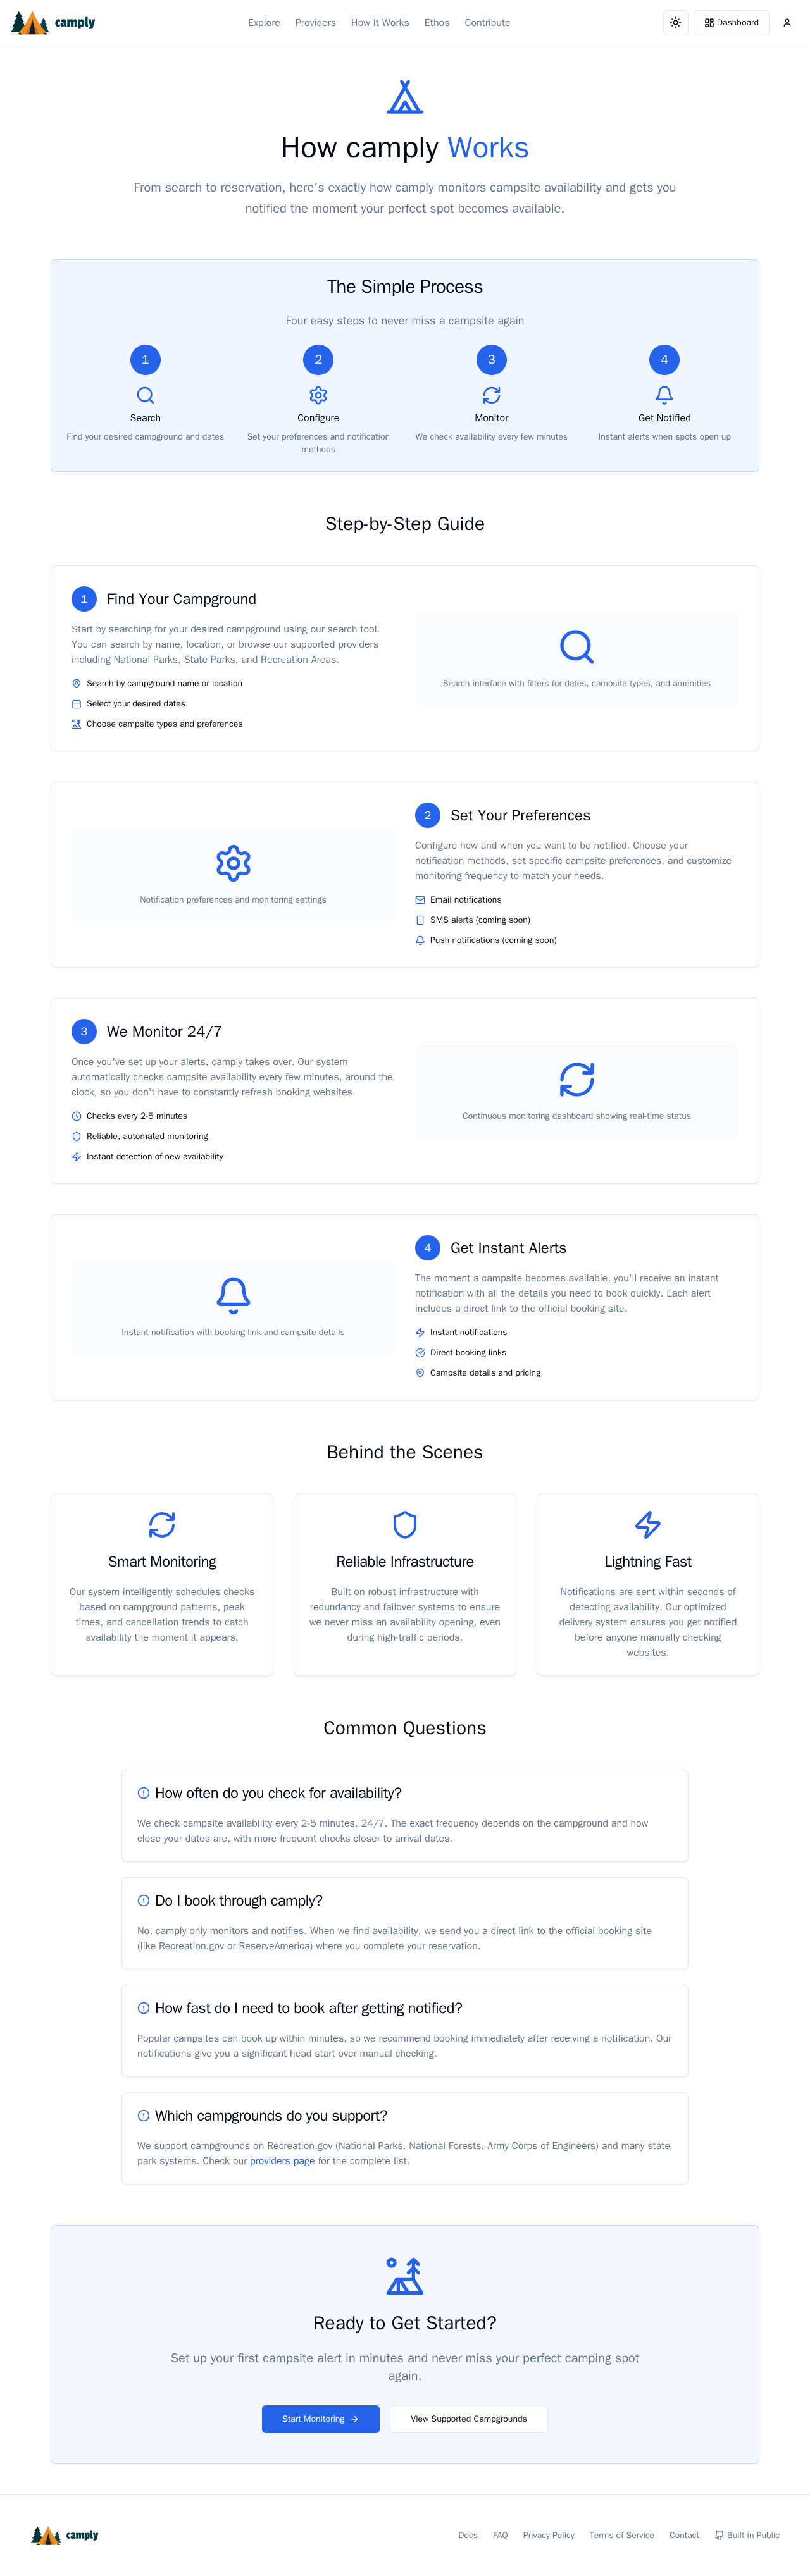 camply
Explore
Providers
How It Works
Ethos
Contribute
Dashboard
How camply Works
From search to reservation, here's exactly how camply monitors campsite availability and gets you
notified the moment your perfect spot becomes available.
The Simple Process
Four easy steps to never miss a campsite again
1
2
3
4
Search
Configure
Monitor
Get Notified
Find your desired campground and dates
Set your preferences and notification
methods
We check availability every few minutes
Instant alerts when spots open up
Step-by-Step Guide
1
Find Your Campground
Start by searching for your desired campground using our search tool.
You can search by name, location, or browse our supported providers
including National Parks, State Parks, and Recreation Areas.
Search by campground name or location
Select your desired dates
Choose campsite types and preferences
Search interface with filters for dates, campsite types, and amenities
2
Set Your Preferences
Configure how and when you want to be notified. Choose your
notification methods, set specific campsite preferences, and customize
monitoring frequency to match your needs.
Email notifications
SMS alerts (coming soon)
Push notifications (coming soon)
Notification preferences and monitoring settings
3
We Monitor 24/7
Once you've set up your alerts, camply takes over. Our system
automatically checks campsite availability every few minutes, around the
clock, so you don't have to constantly refresh booking websites.
Checks every 2-5 minutes
Reliable, automated monitoring
Instant detection of new availability
Continuous monitoring dashboard showing real-time status
4
Get Instant Alerts
The moment a campsite becomes available, you'll receive an instant
notification with all the details you need to book quickly. Each alert
includes a direct link to the official booking site.
Instant notifications
Direct booking links
Campsite details and pricing
Instant notification with booking link and campsite details
Behind the Scenes
Smart Monitoring
Our system intelligently schedules checks
based on campground patterns, peak
times, and cancellation trends to catch
availability the moment it appears.
Reliable Infrastructure
Built on robust infrastructure with
redundancy and failover systems to ensure
we never miss an availability opening, even
during high-traffic periods.
Lightning Fast
Notifications are sent within seconds of
detecting availability. Our optimized
delivery system ensures you get notified
before anyone manually checking
websites.
Common Questions
How often do you check for availability?
We check campsite availability every 2-5 minutes, 24/7. The exact frequency depends on the campground and how
close your dates are, with more frequent checks closer to arrival dates.
Do I book through camply?
No, camply only monitors and notifies. When we find availability, we send you a direct link to the official booking site
(like Recreation.gov or ReserveAmerica) where you complete your reservation.
How fast do I need to book after getting notified?
Popular campsites can book up within minutes, so we recommend booking immediately after receiving a notification. Our
notifications give you a significant head start over manual checking.
Which campgrounds do you support?
We support campgrounds on Recreation.gov (National Parks, National Forests, Army Corps of Engineers) and many state
park systems. Check our providers page for the complete list.
Ready to Get Started?
Set up your first campsite alert in minutes and never miss your perfect camping spot
again.
Start Monitoring
View Supported Campgrounds
camply
Docs
FAQ
Privacy Policy
Terms of Service
Contact
Built in Public